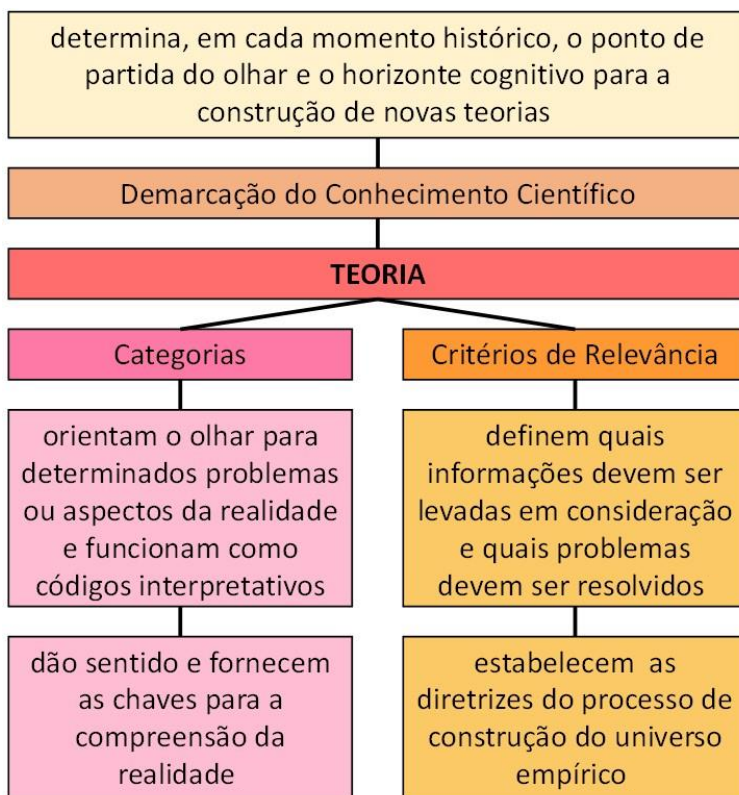 determina, em cada momento histórico, o ponto de
partida do olhar e o horizonte cognitivo para a
construção de novas teorias
Demarcação do Conhecimento Científico
TEORIA
Categorias
orientam o olhar para
determinados problemas
ou aspectos da realidade
e funcionam como
códigos interpretativos
dão sentido e fornecem
as chaves para a
compreensão da
realidade
Critérios de Relevância
definem quais
informações devem ser
levadas em consideração
e quais problemas
devem ser resolvidos
estabelecem as
diretrizes do processo de
construção do universo
empírico